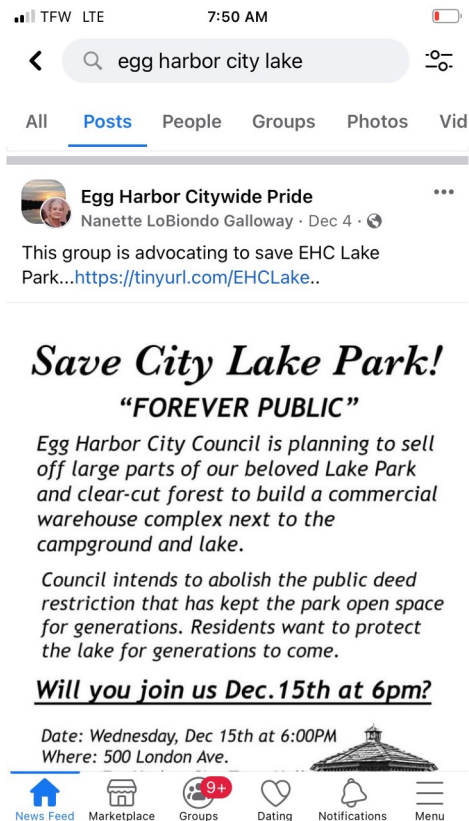 TFW LTE 7:50 AM
egg harbor city lake
All Posts People Groups Photos Vid
Egg Harbor Citywide Pride
Nanette LoBiondo Galloway · Dec 4 ·
This group is advocating to save EHC Lake
Park...https://tinyurl.com/EHCLake..
Save City Lake Park!
“FOREVER PUBLIC”
Egg Harbor City Council is planning to sell
off large parts of our beloved Lake Park
and clear-cut forest to build a commercial
warehouse complex next to the
campground and lake.
Council intends to abolish the public deed
restriction that has kept the park open space
for generations. Residents want to protect
the lake for generations to come.
Will you join us Dec.15th at 6pm?
Date: Wednesday, Dec 15th at 6:00PM
Where: 500 London Ave.
9+
News Feed Marketplace Groups Dating Notifications Menu